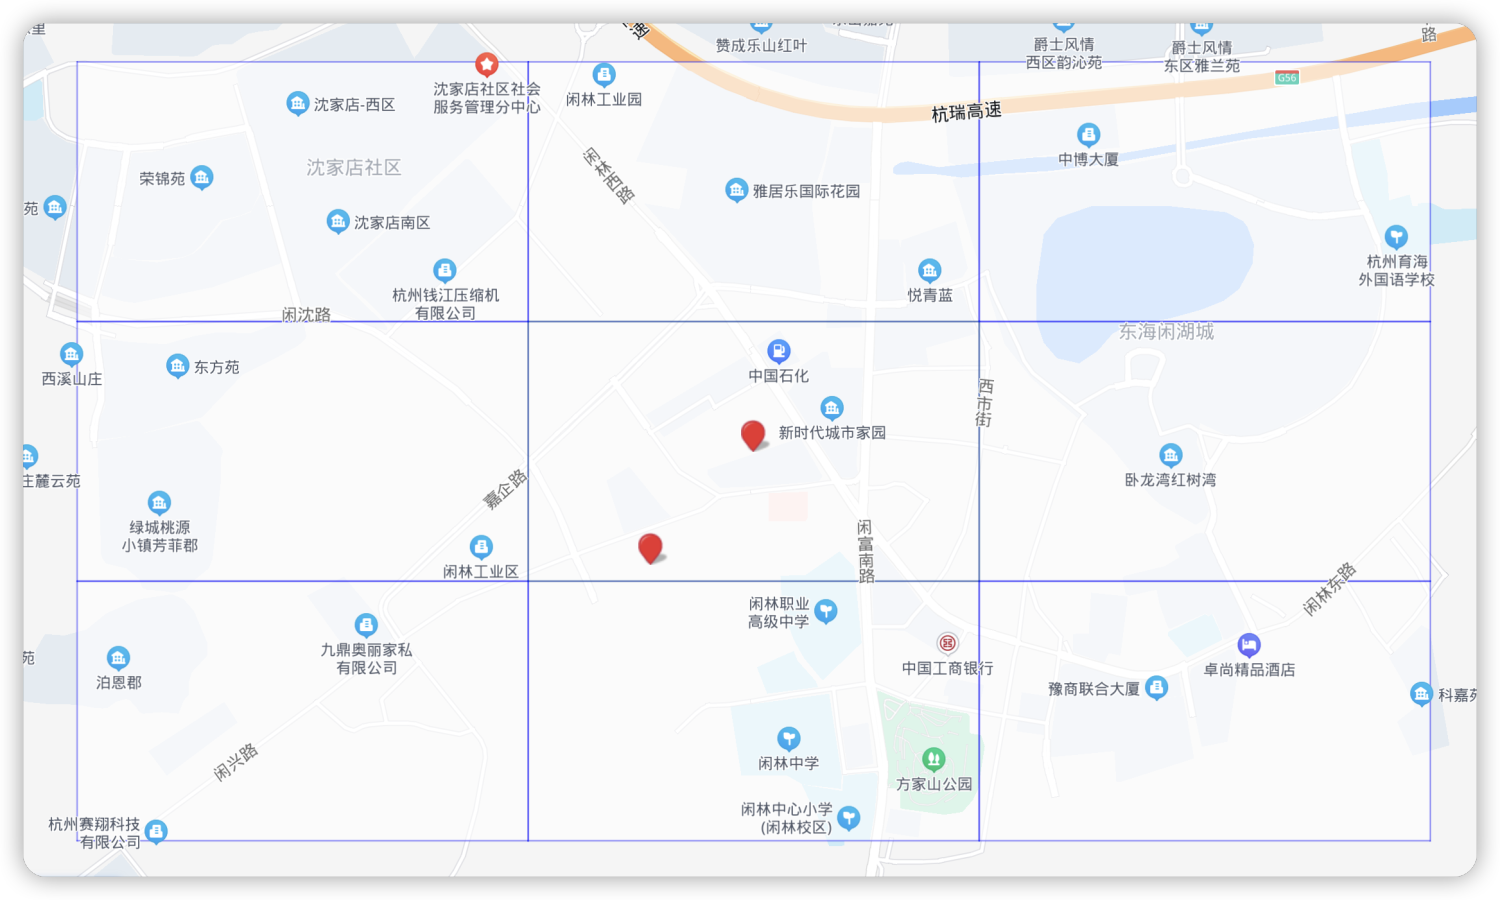 里
速
赞成乐山红叶
爵士风情
西区韵沁苑
爵士风情
东区雅兰苑
路
G56
沈家店社区社会
服务管理分中心
闲林工业园
沈家店-西区
杭瑞高速
中博大厦
沈家店社区
闲林西路
荣锦苑
雅居乐国际花园
苑
沈家店南区
杭州育海
外国语学校
杭州钱江压缩机
有限公司
悦青蓝
闲沈路
东海闲湖城
西溪山庄
东方苑
中国石化
西市街
新时代城市家园
庄麓云苑
卧龙湾红树湾
嘉企路
绿城桃源
小镇芳菲郡
闲林工业区
闲富南路
闲林东路
闲林职业
高级中学
九鼎奥丽家私
有限公司
苑
泊恩郡
中国工商银行
卓尚精品酒店
豫商联合大厦
科嘉苑
闲兴路
闲林中学
方家山公园
闲林中心小学
(闲林校区)
杭州赛翔科技
有限公司